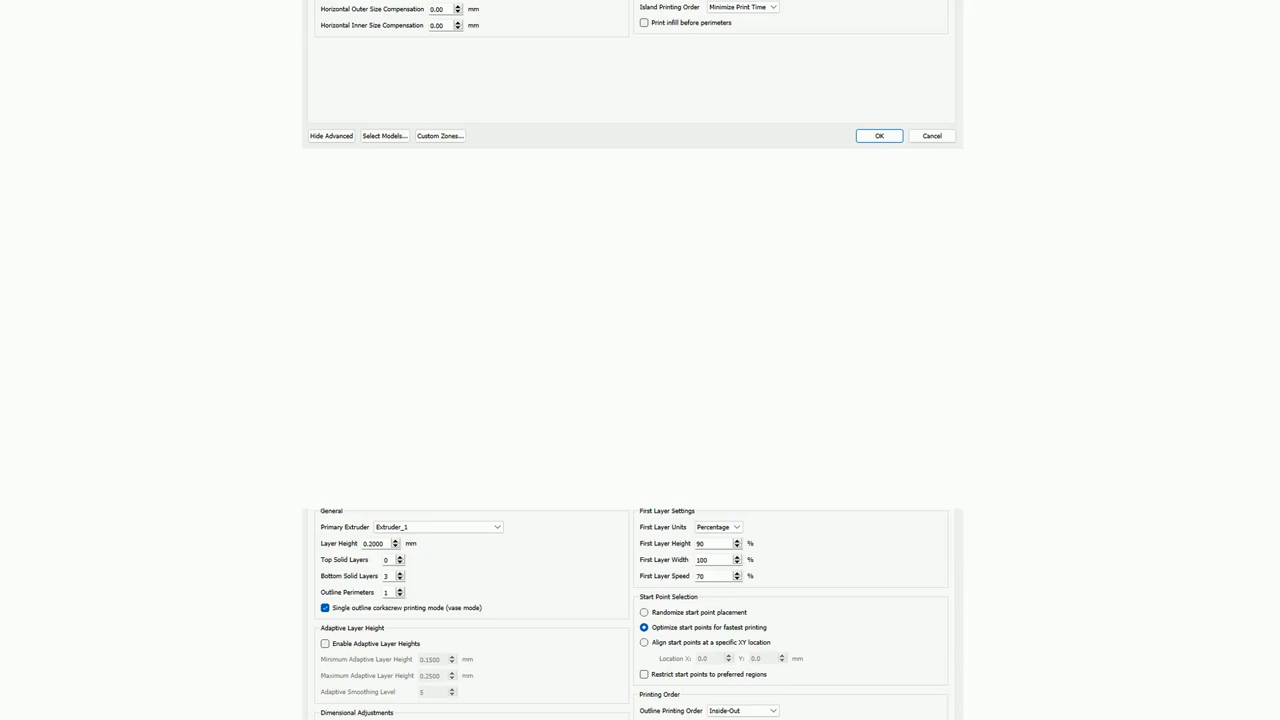 Horizontal Outer Size Compensation 0.00 mm
Horizontal Inner Size Compensation 0.00 mm
Island Printing Order Minimize Print Time
Print infill before perimeters
Hide Advanced Select Models... Custom Zones... OK Cancel
General
Primary Extruder Extruder_1
Layer Height 0.2000 mm
Top Solid Layers 0
Bottom Solid Layers 3
Outline Perimeters 1
Single outline corkscrew printing mode (vase mode)
Adaptive Layer Height
Enable Adaptive Layer Heights
Minimum Adaptive Layer Height 0.1500 mm
Maximum Adaptive Layer Height 0.2500 mm
Adaptive Smoothing Level 5
Dimensional Adjustments
First Layer Settings
First Layer Units Percentage
First Layer Height 90 %
First Layer Width 100 %
First Layer Speed 70 %
Start Point Selection
Randomize start point placement
Optimize start points for fastest printing
Align start points at a specific XY location
Location X: 0.0 Y: 0.0 mm
Restrict start points to preferred regions
Printing Order
Outline Printing Order Inside-Out